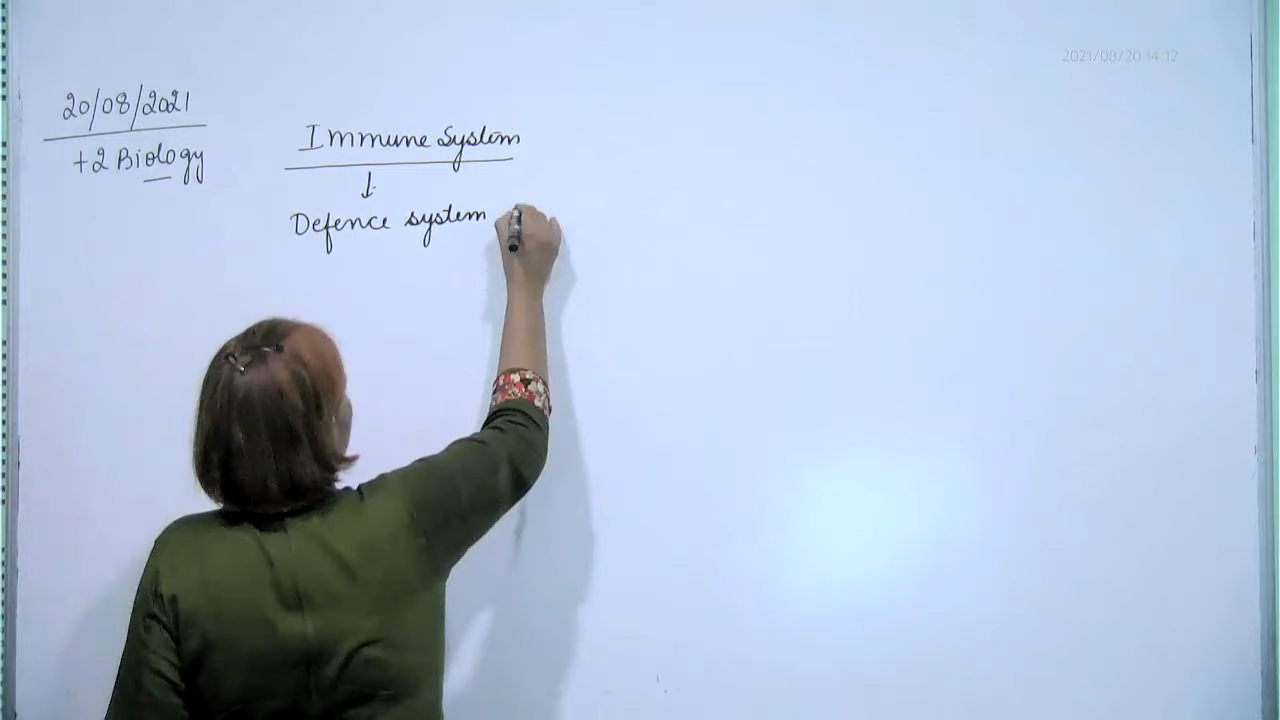 2021/08/20 14:12
20/08/2021
+2 Biology
Immune System
↓
Defence system